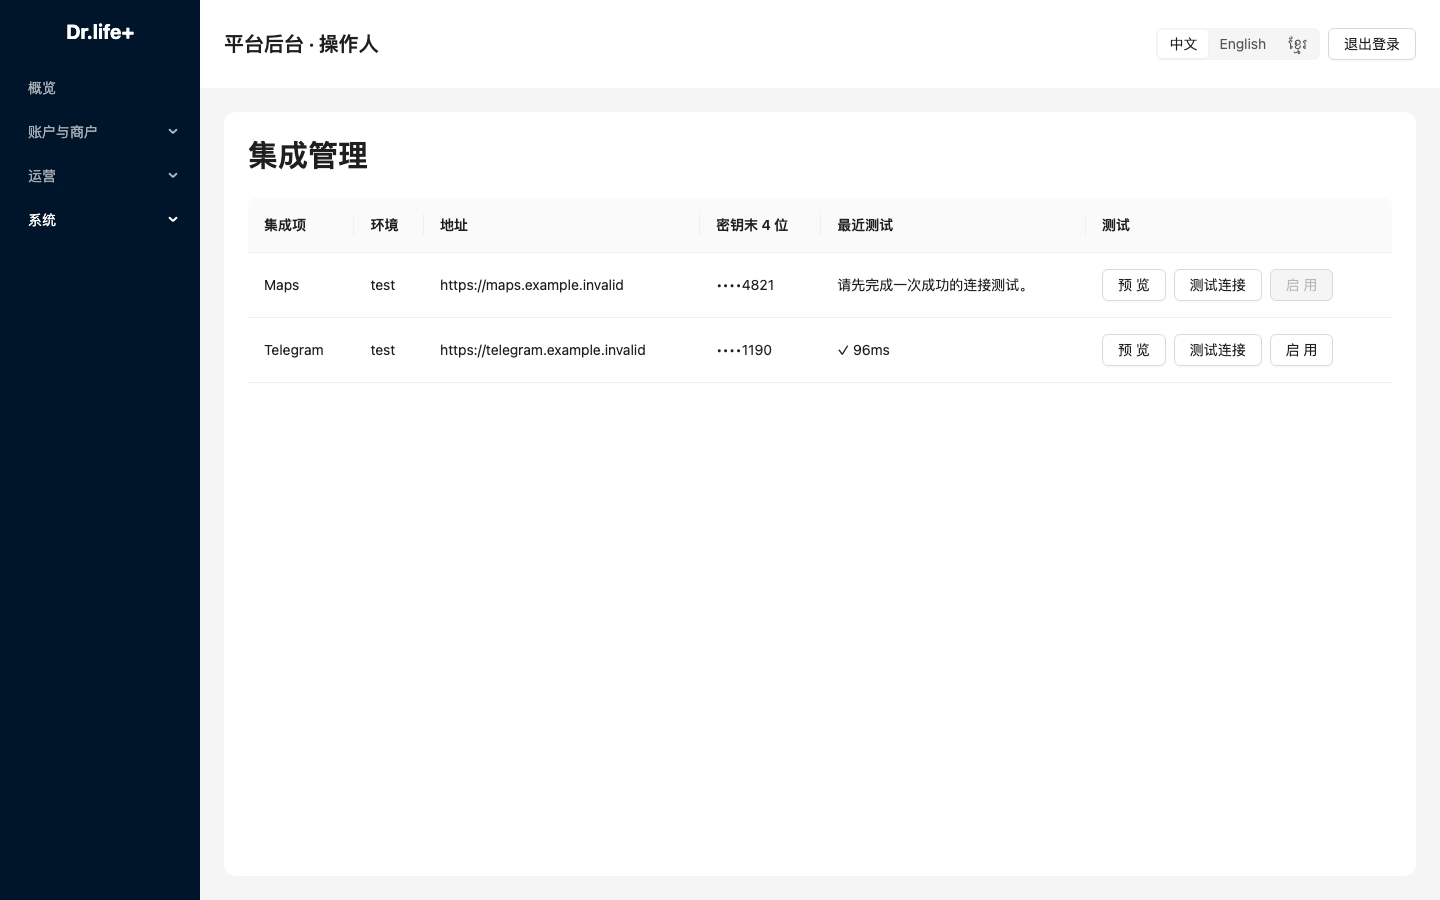 Dr.life+
概览
账户与商户
运营
系统
平台后台 · 操作人
中文 English ខ្មែរ 退出登录
集成管理
集成项 环境 地址 密钥末 4 位 最近测试 测试
Maps test https://maps.example.invalid ····4821 请先完成一次成功的连接测试。 预 览 测试连接 启 用
Telegram test https://telegram.example.invalid ····1190 ✓ 96ms 预 览 测试连接 启 用